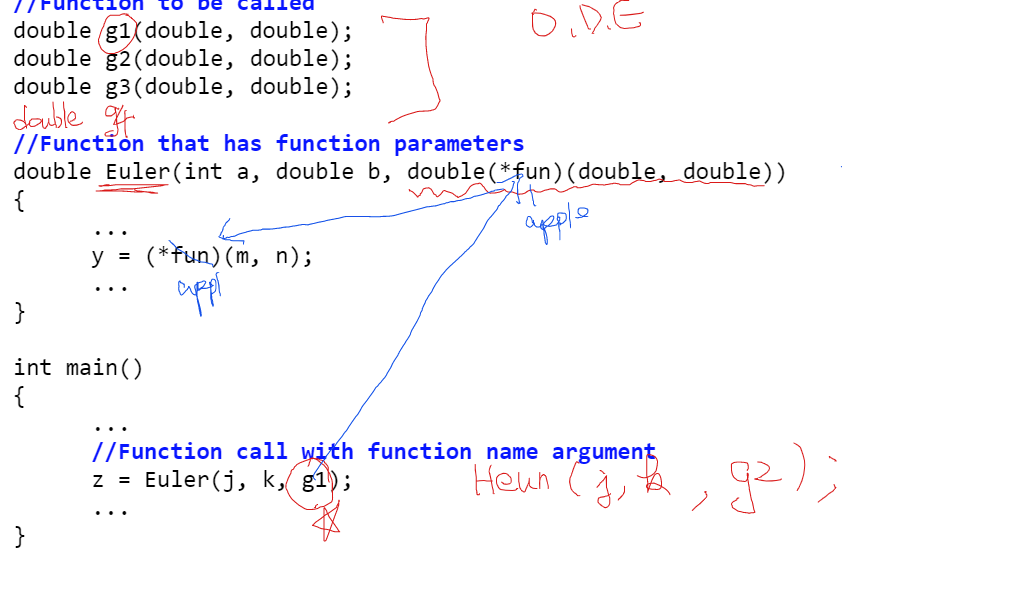 //Function to be called
O.D.E
double g1(double, double);
double g2(double, double);
double g3(double, double);
double g4
//Function that has function parameters
double Euler(int a, double b, double(*fun)(double, double))
{
apple
...
y = (*fun)(m, n);
appl
...
}
int main()
{
...
//Function call with function name argument
z = Euler(j, k, g1); Heun (j, k, g2);
...
}